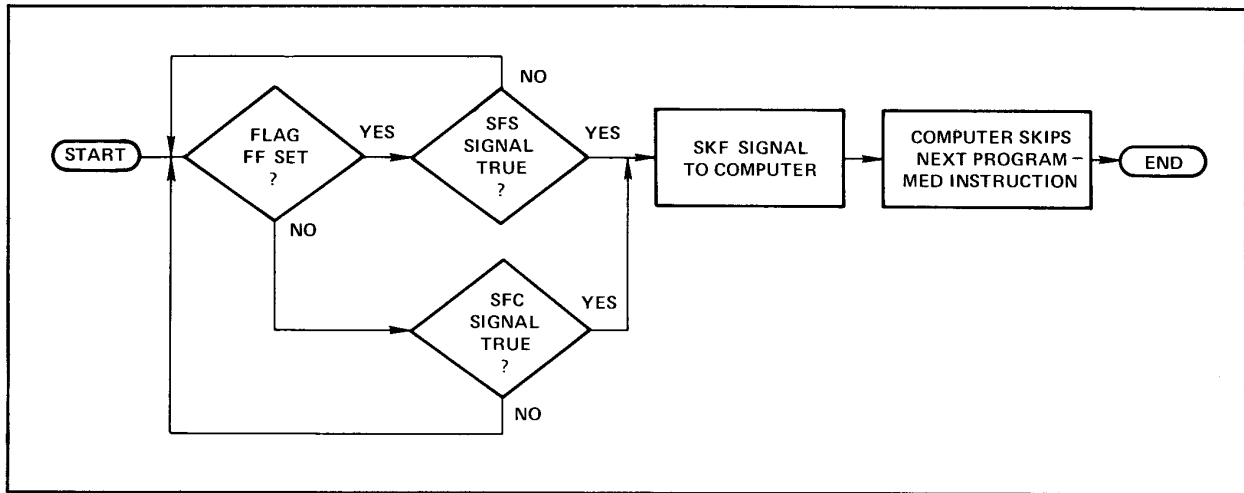 START
FLAG
FF SET
?
YES
NO
SFS
SIGNAL
TRUE
?
NO
YES
SFC
SIGNAL
TRUE
?
YES
NO
SKF SIGNAL
TO COMPUTER
COMPUTER SKIPS
NEXT PROGRAM-
MED INSTRUCTION
END